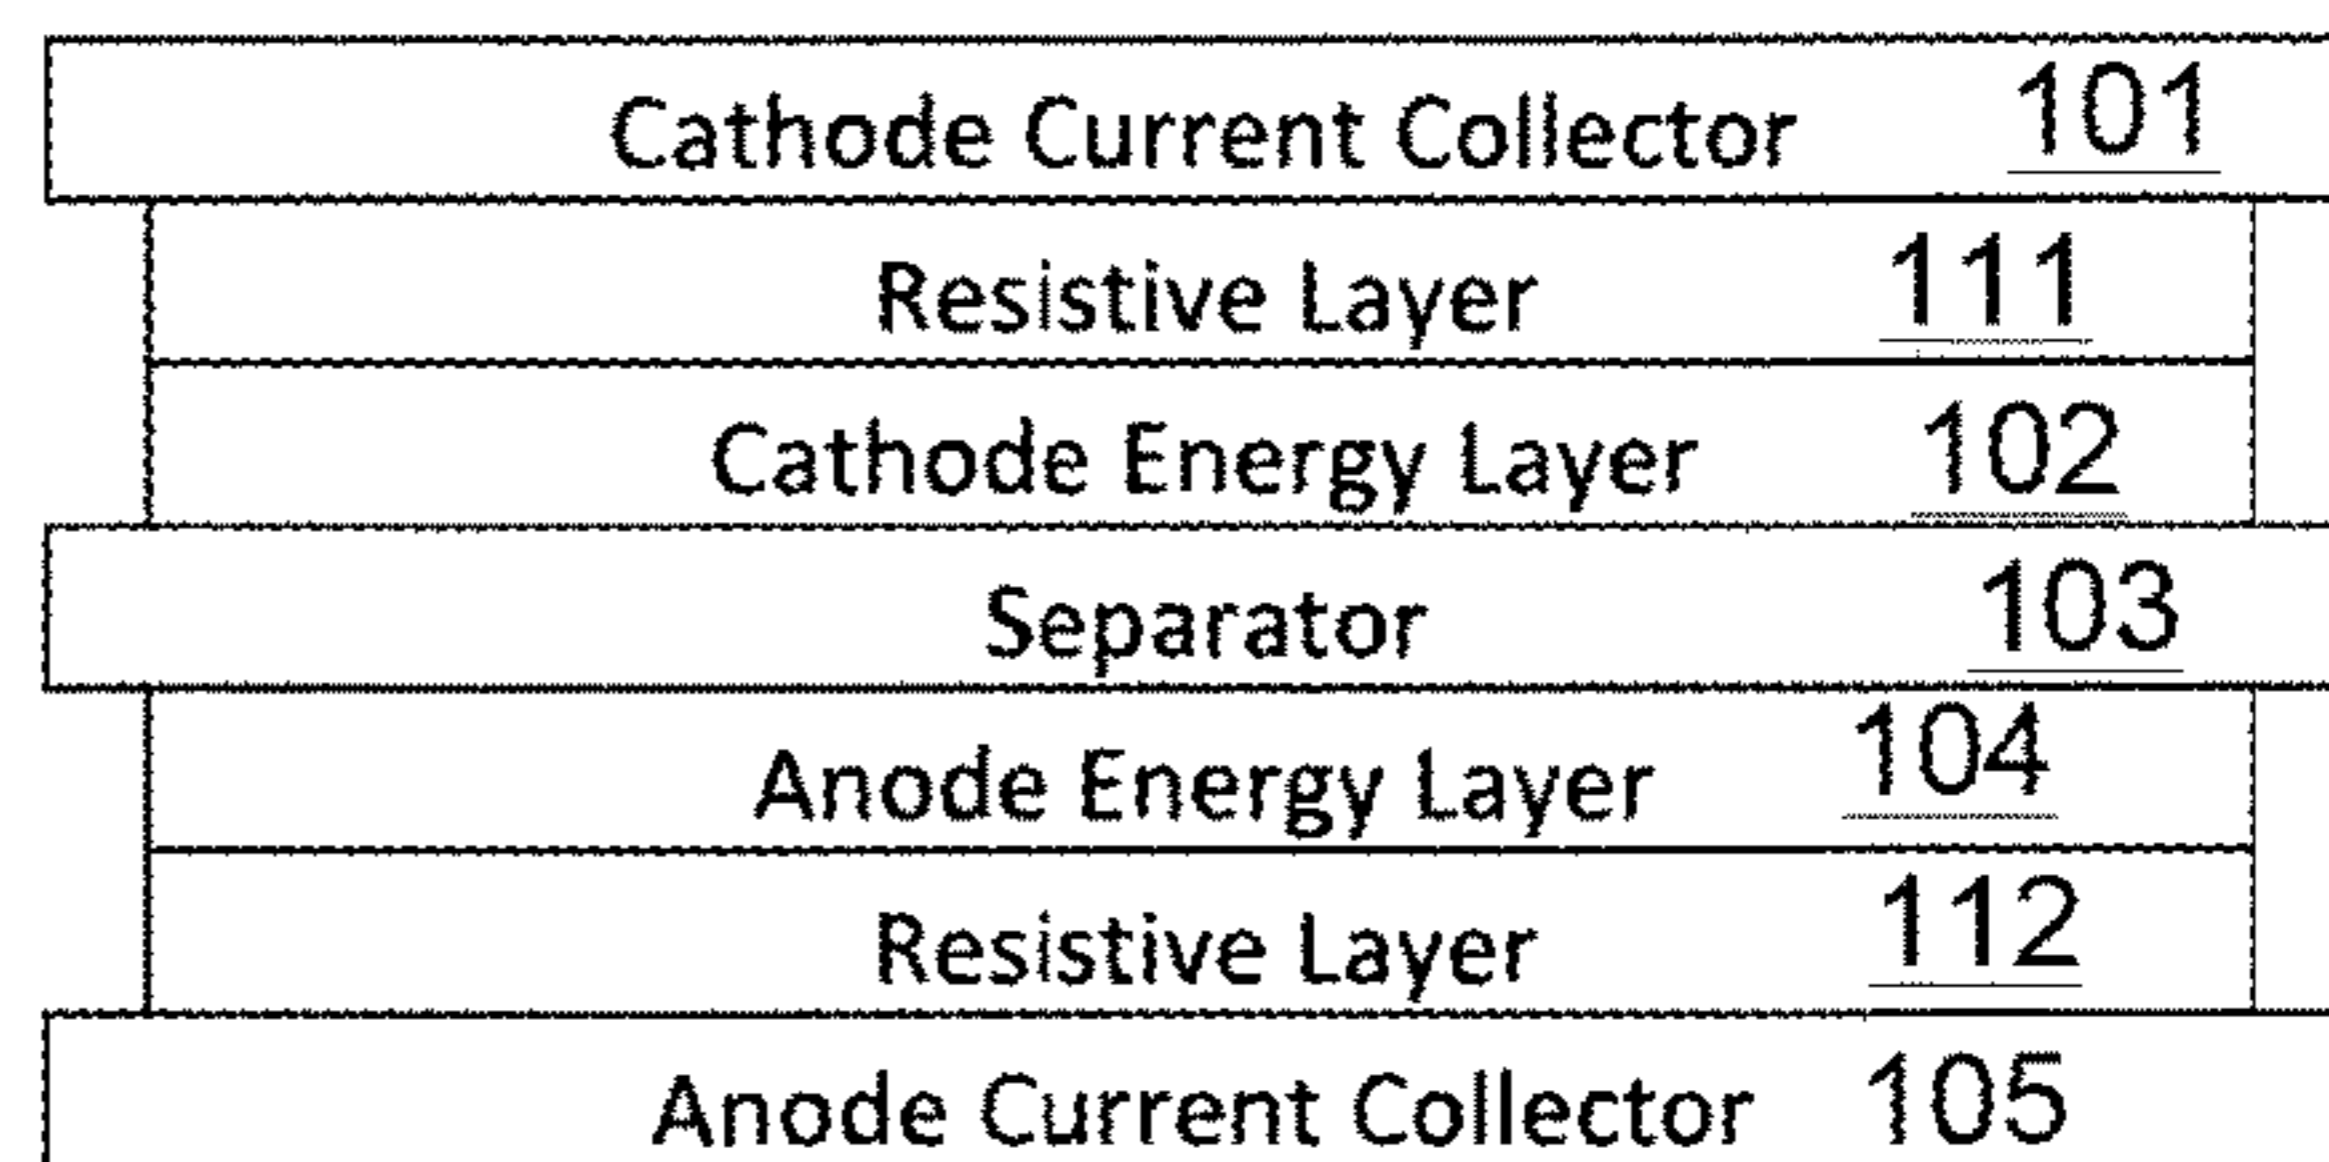 Cathode Current Collector 101
Resistive Layer 111
Cathode Energy Layer 102
Separator 103
Anode Energy Layer 104
Resistive Layer 112
Anode Current Collector 105